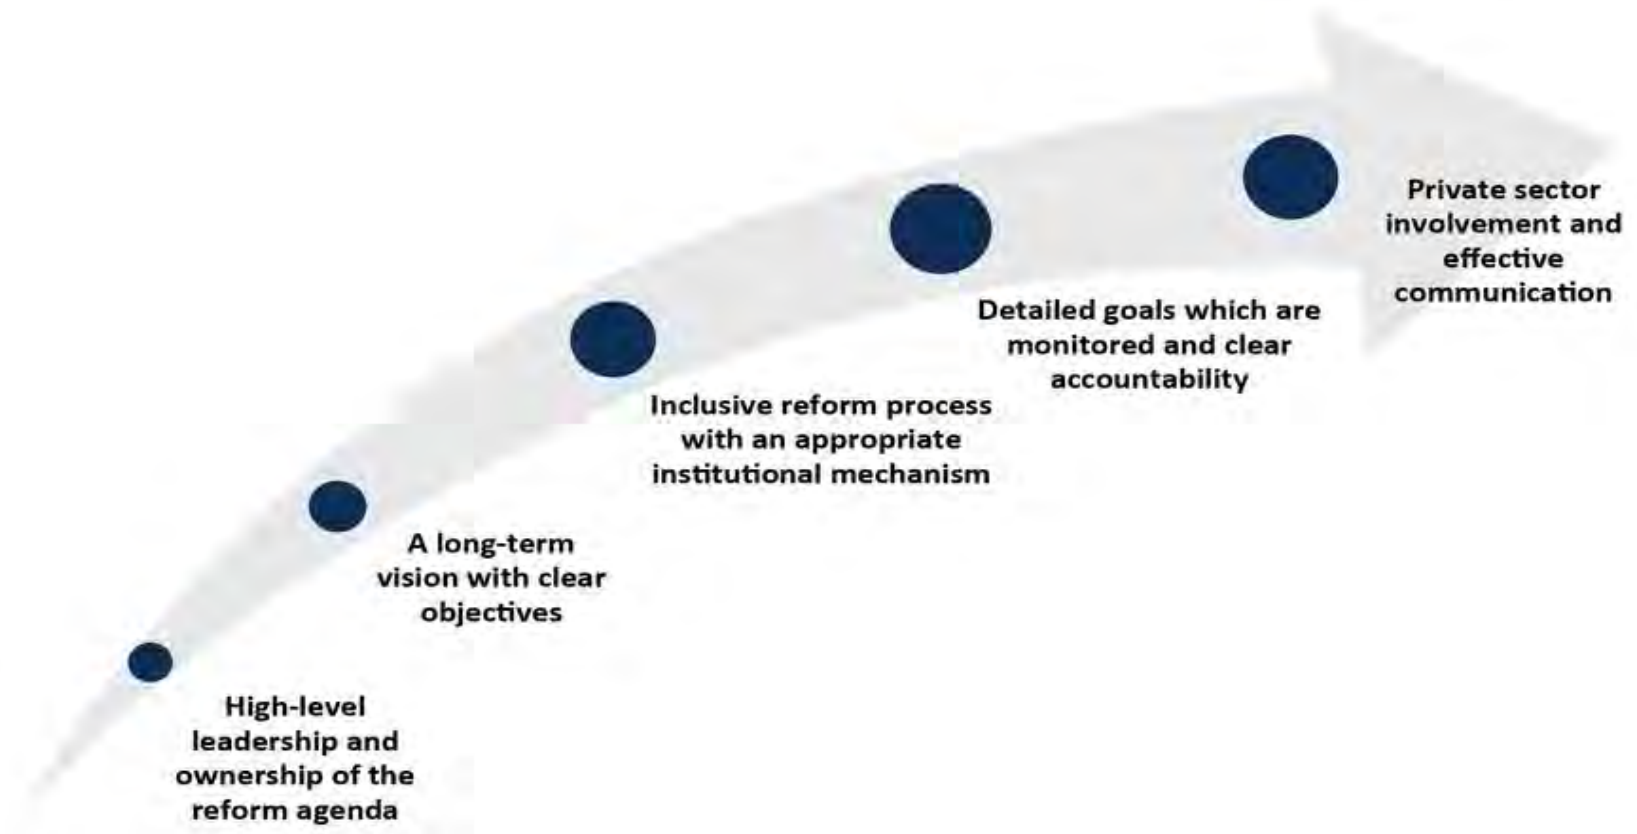 High-level
leadership and
ownership of the
reform agenda
A long-term
vision with clear
objectives
Inclusive reform process
with an appropriate
institutional mechanism
Detailed goals which are
monitored and clear
accountability
Private sector
involvement and
effective
communication